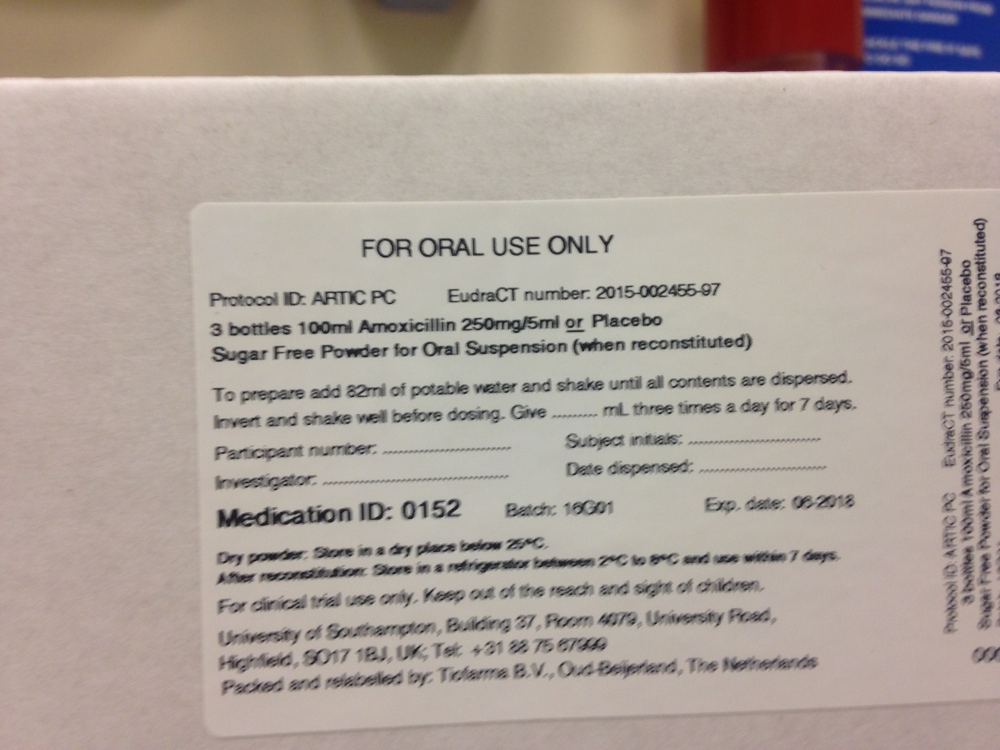 FOR ORAL USE ONLY
Protocol ID: ARTIC PC EudraCT number: 2015-002455-97
3 bottles 100ml Amoxicillin 250mg/5ml or Placebo
Sugar Free Powder for Oral Suspension (when reconstituted)
To prepare add 82ml of potable water and shake until all contents are dispersed.
Invert and shake well before dosing. Give ......... mL three times a day for 7 days.
Participant number: .............................. Subject initials: ..............................
Investigator: .......................................... Date dispensed: .............................
Medication ID: 0152 Batch: 16G01 Exp. date: 06-2018
Dry powder: Store in a dry place below 25°C.
After reconstitution: Store in a refrigerator between 2°C to 8°C and use within 7 days.
For clinical trial use only. Keep out of the reach and sight of children.
University of Southampton, Building 37, Room 4079, University Road,
Highfield, SO17 1BJ, UK; Tel: +31 88 75 67999
Packed and relabelled by: Tiofarma B.V., Oud-Beijerland, The Netherlands
Protocol ID: ARTIC PC EudraCT number: 2015-002455-97
3 bottles 100ml Amoxicillin 250mg/5ml or Placebo
Sugar Free Powder for Oral Suspension (when reconstituted)